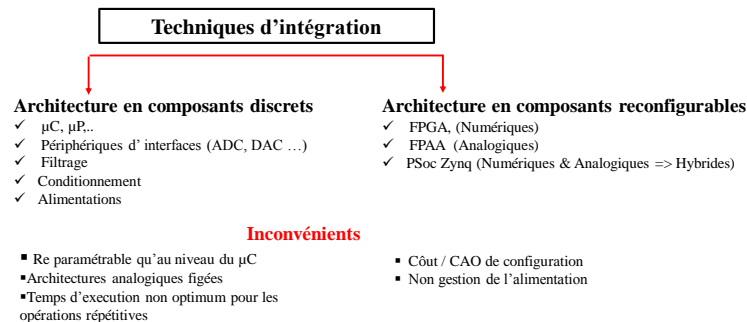 Techniques d'intégration
Architecture en composants discrets
✓ µC, µP,..
✓ Périphériques d' interfaces (ADC, DAC …)
✓ Filtrage
✓ Conditionnement
✓ Alimentations
Architecture en composants reconfigurables
✓ FPGA, (Numériques)
✓ FPAA (Analogiques)
✓ PSoc Zynq (Numériques & Analogiques => Hybrides)
Inconvénients
▪ Re paramétrable qu'au niveau du µC
▪Architectures analogiques figées
▪Temps d'execution non optimum pour les
opérations répétitives
▪ Côut / CAO de configuration
▪ Non gestion de l'alimentation